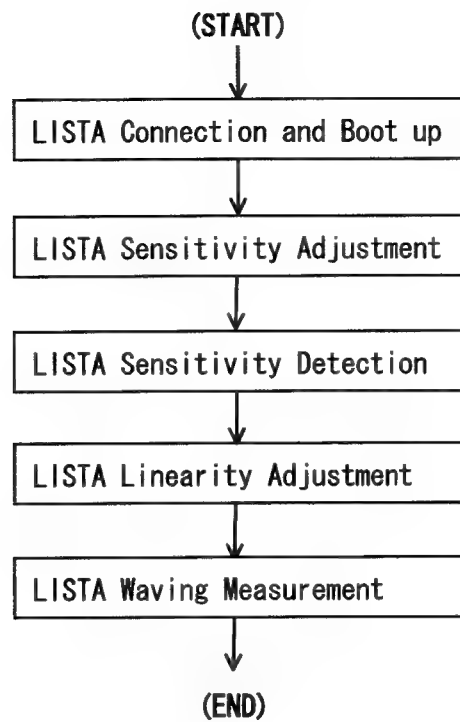 (START)
LISTA Connection and Boot up
LISTA Sensitivity Adjustment
LISTA Sensitivity Detection
LISTA Linearity Adjustment
LISTA Waving Measurement
(END)